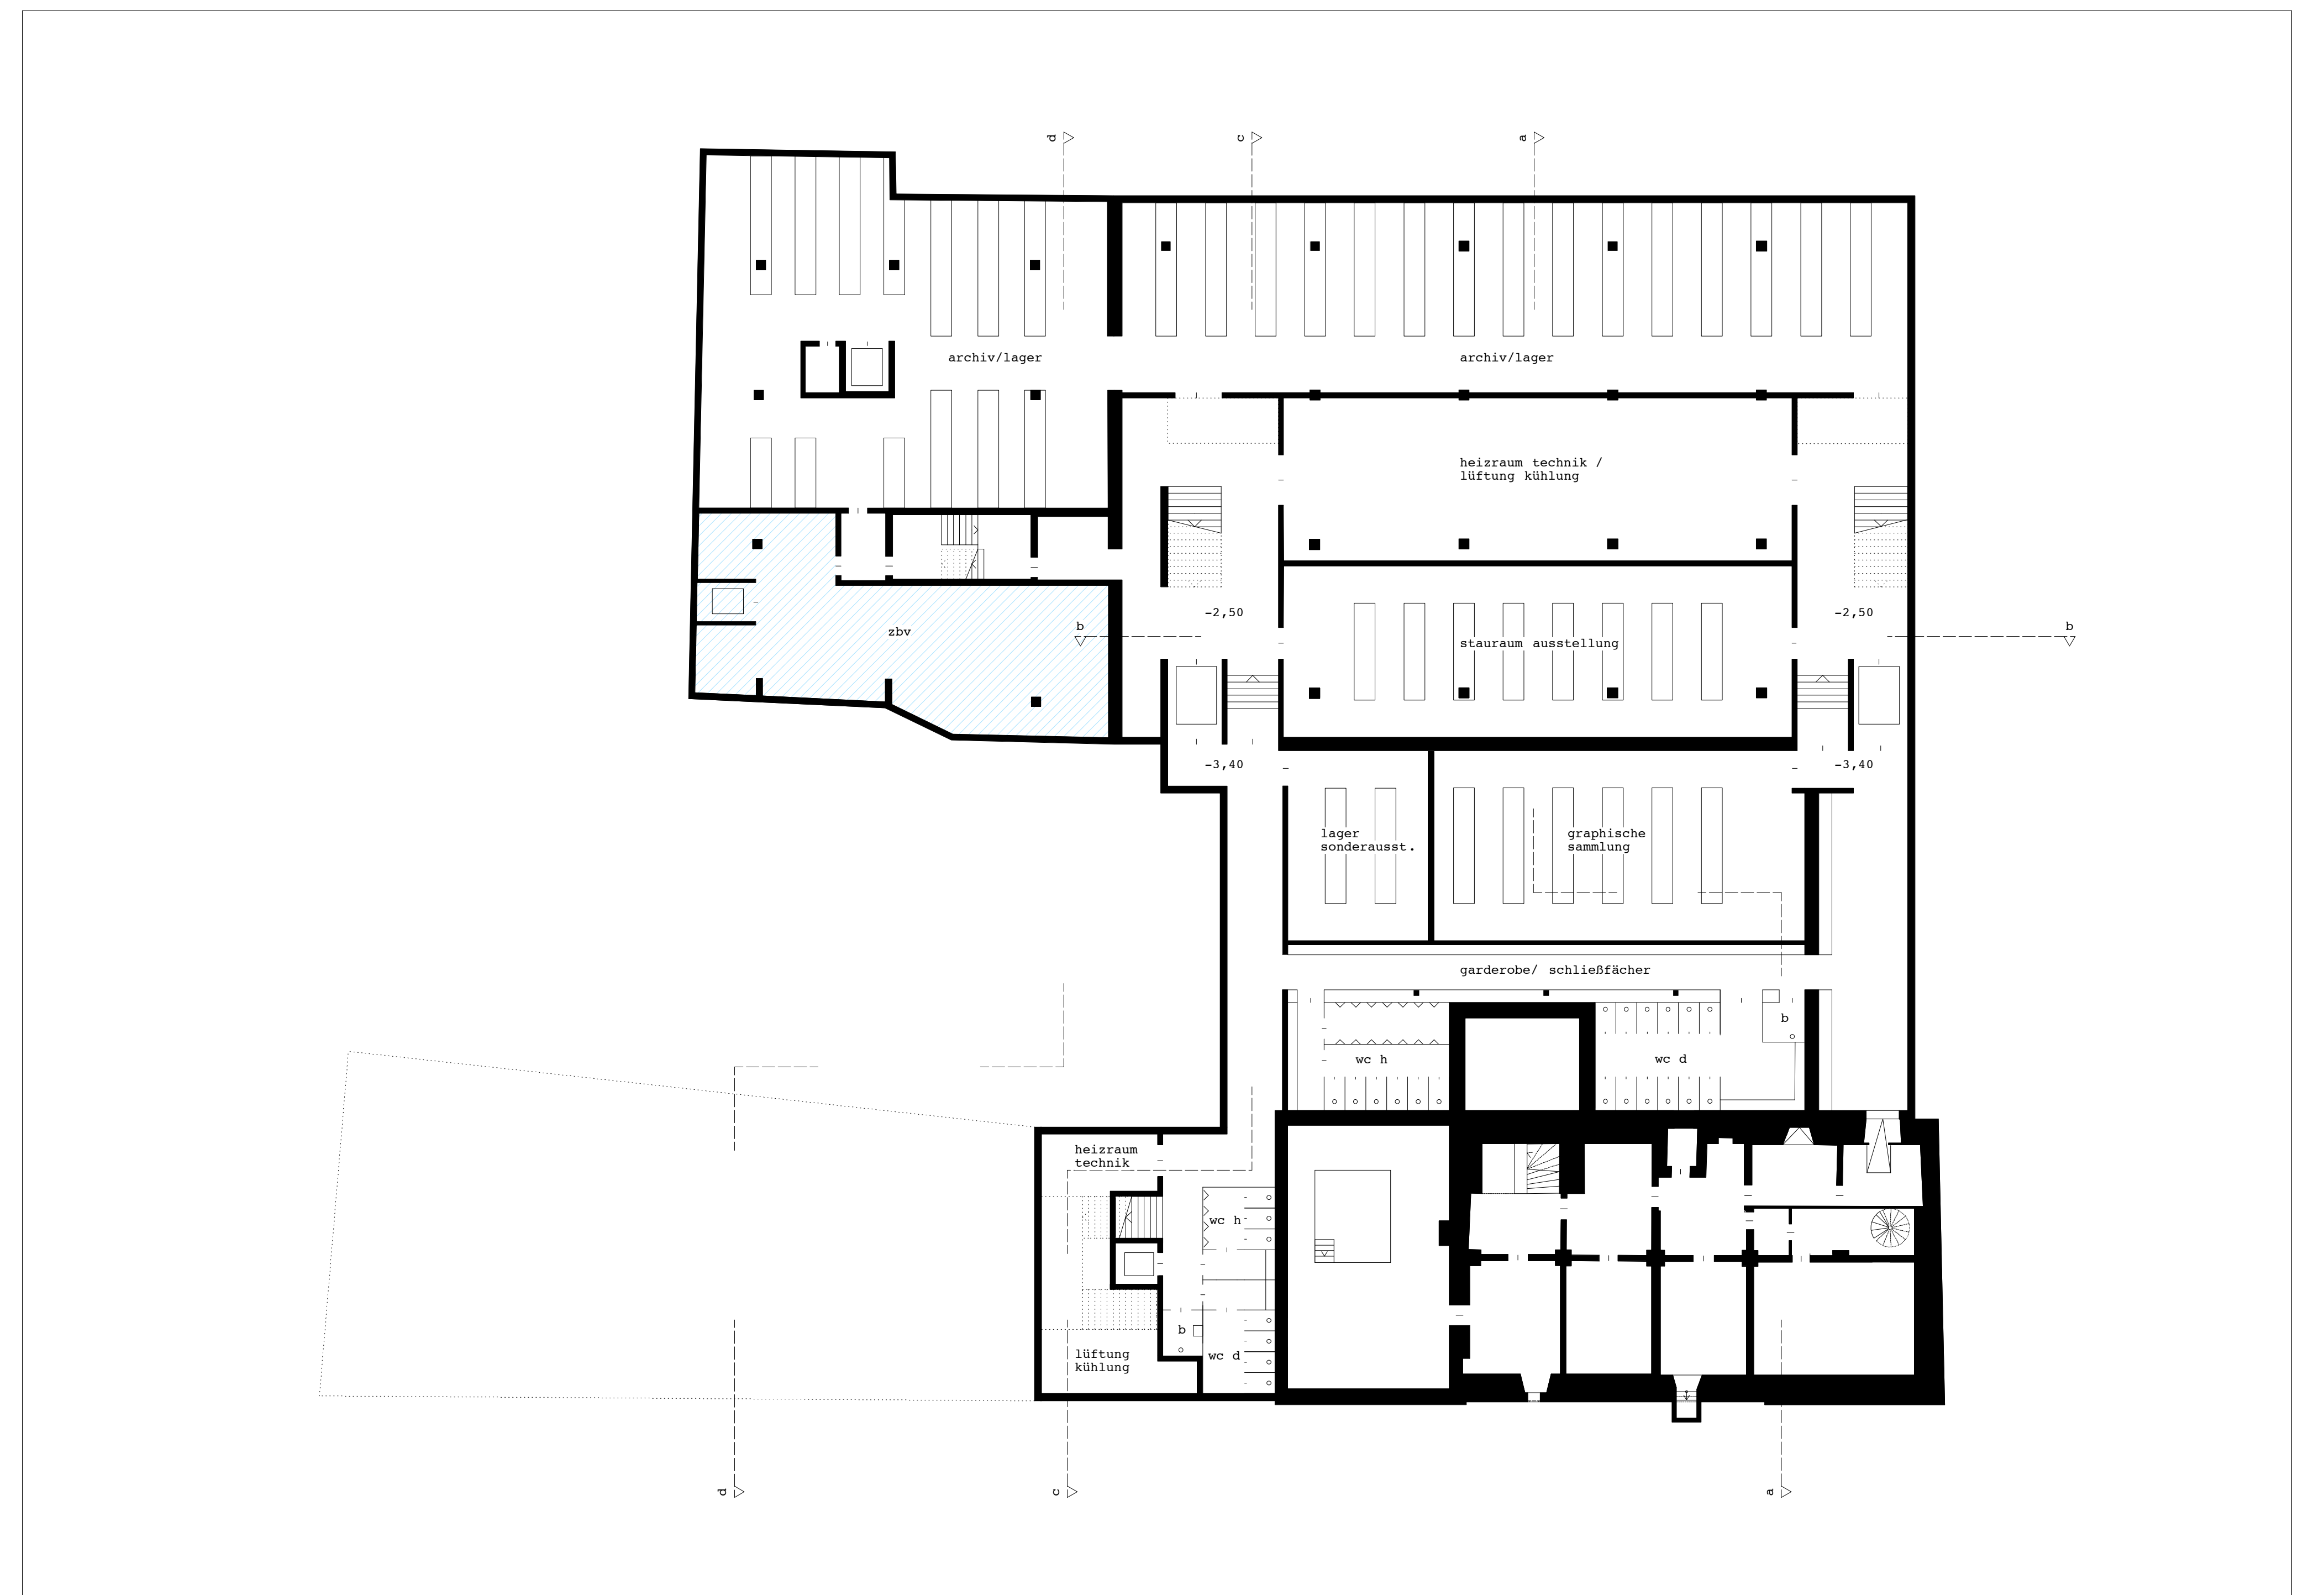 d
c
a
archiv/lager
archiv/lager
heizraum technik /
lüftung kühlung
-2,50
-2,50
b
b
zbv
stauraum ausstellung
-3,40
-3,40
lager
sonderausst.
graphische
sammlung
garderobe/ schließfächer
b
wc h
wc d
heizraum
technik
wc h
b
lüftung
kühlung
wc d
d
c
a